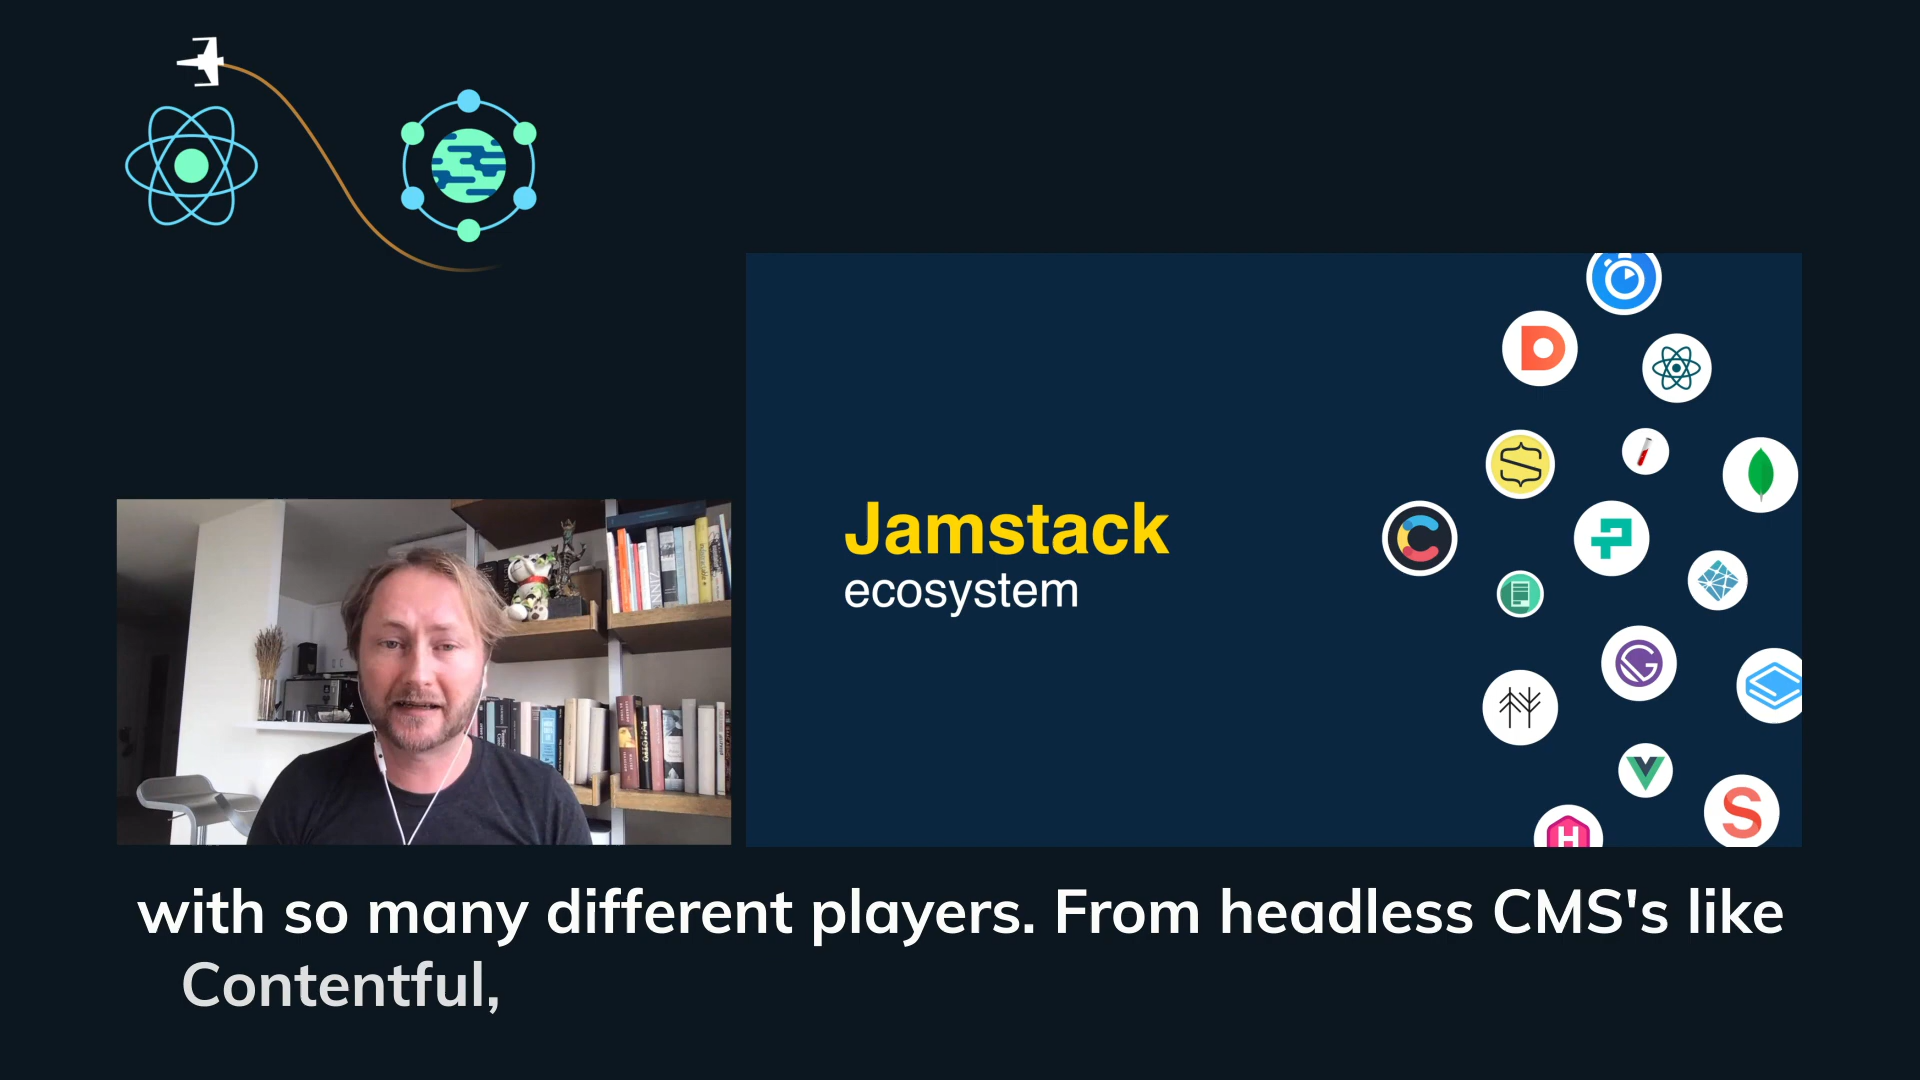 Jamstack
ecosystem
with so many different players. From headless CMS's like
Contentful,